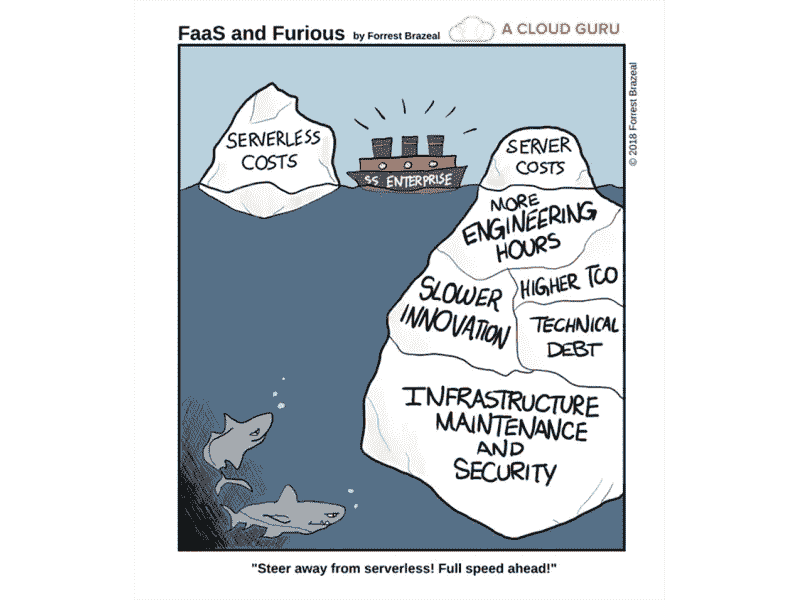 FaaS and Furious by Forrest Brazeal
A CLOUD GURU
© 2018 Forrest Brazeal
SERVERLESS
COSTS
SS ENTERPRISE
SERVER
COSTS
MORE
ENGINEERING
HOURS
SLOWER
INNOVATION
HIGHER TCO
TECHNICAL
DEBT
INFRASTRUCTURE
MAINTENANCE
AND
SECURITY
"Steer away from serverless! Full speed ahead!"